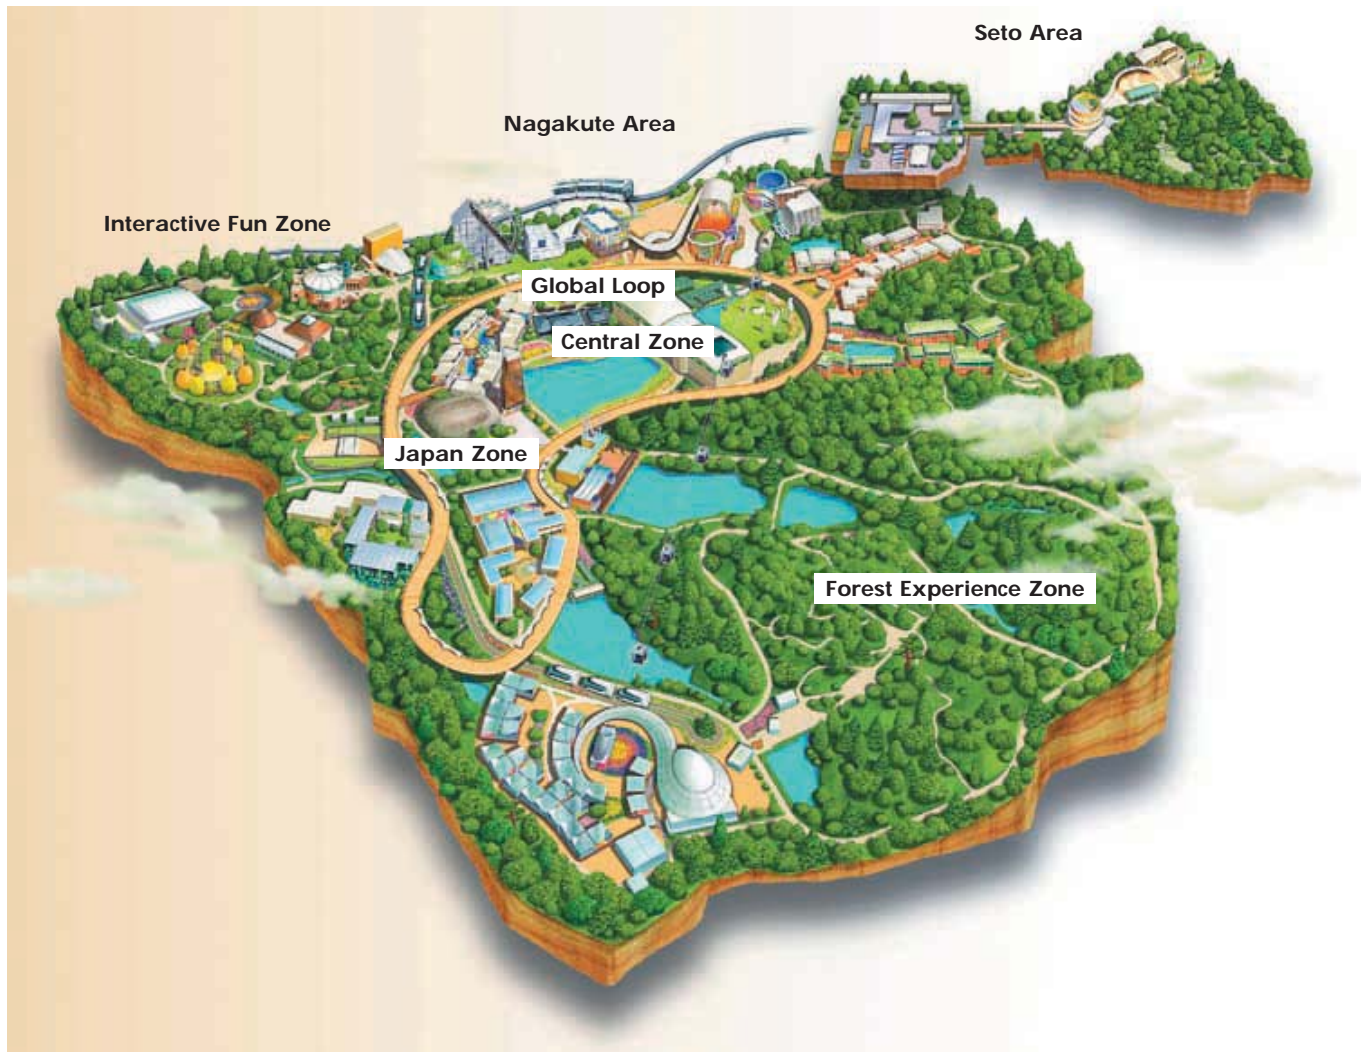 Seto Area
Nagakute Area
Interactive Fun Zone
Global Loop
Central Zone
Japan Zone
Forest Experience Zone